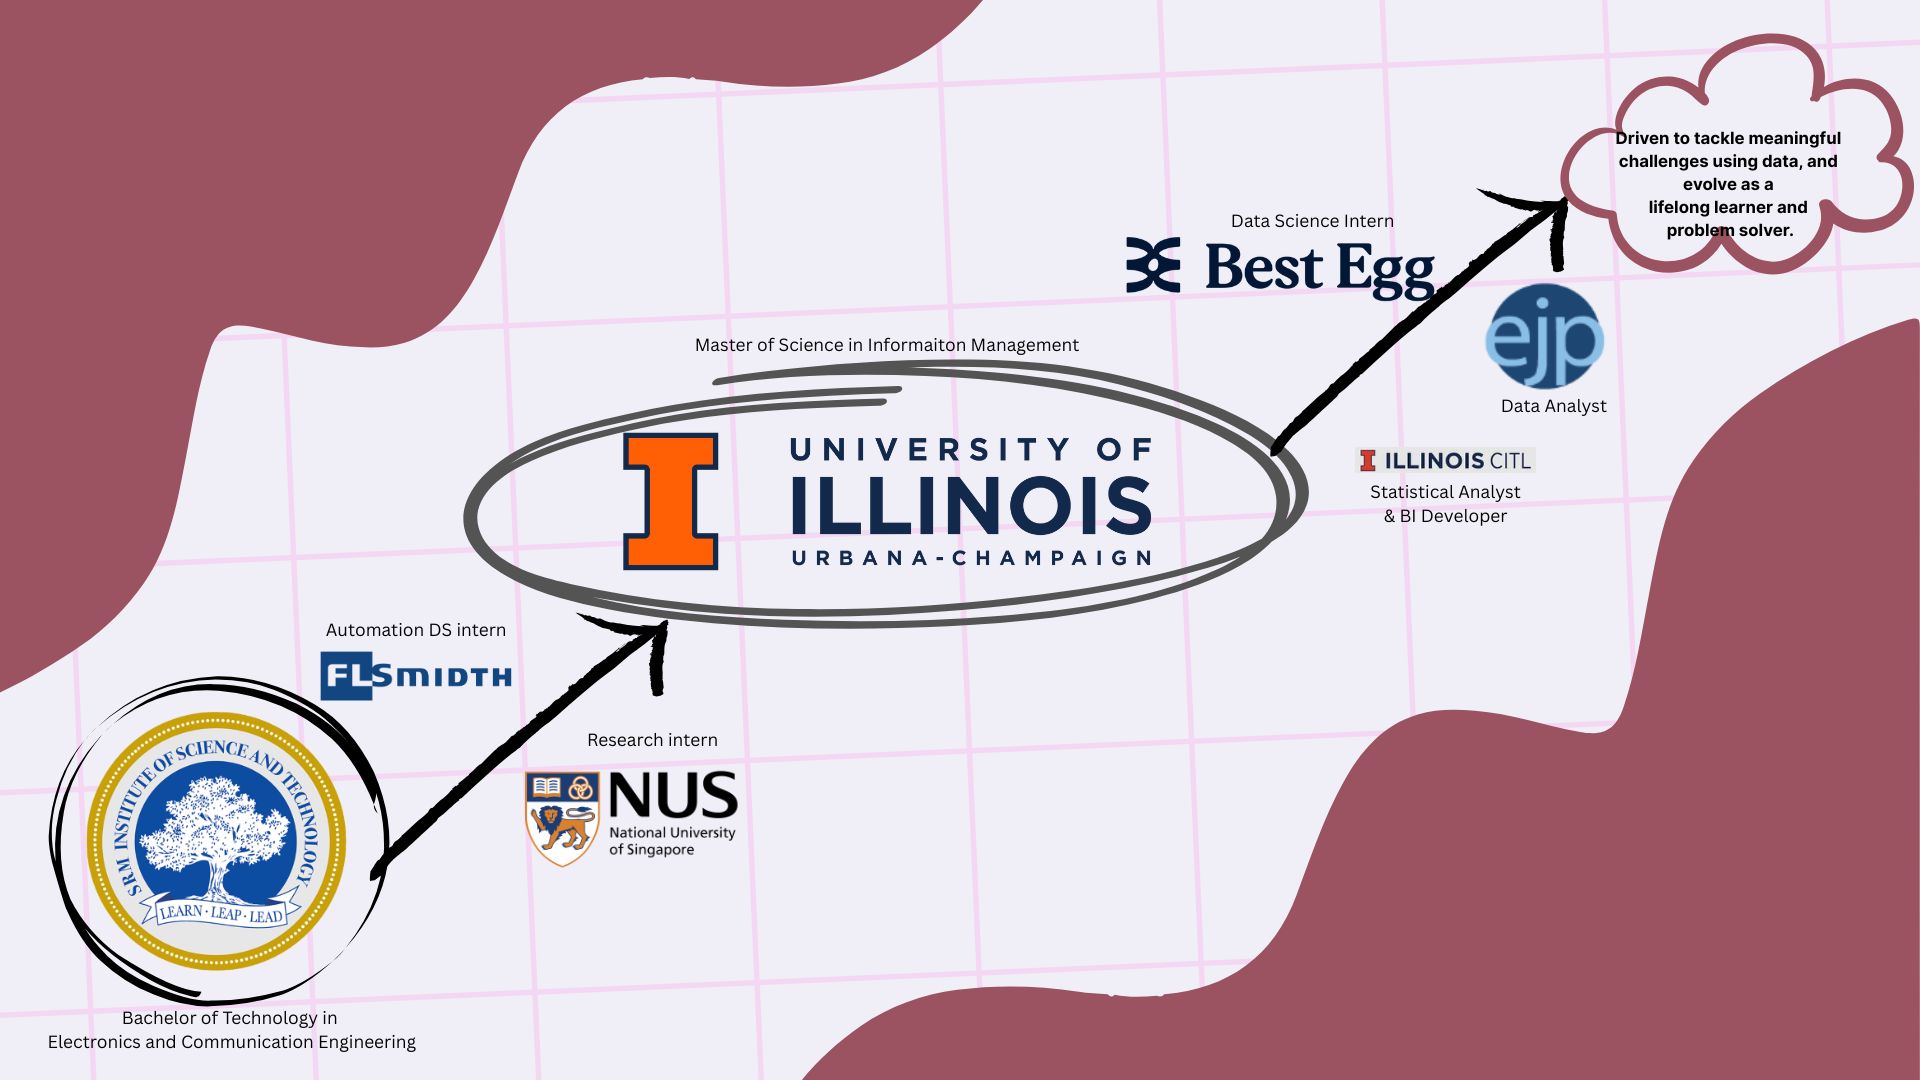 Driven to tackle meaningful
challenges using data, and
evolve as a
lifelong learner and
problem solver.
Data Science Intern
Best Egg
ejp
Data Analyst
Master of Science in Informaiton Management
UNIVERSITY OF
ILLINOIS
URBANA-CHAMPAIGN
I ILLINOIS CITL
Statistical Analyst
& BI Developer
Automation DS intern
FLSMIDTH
Research intern
NUS
National University
of Singapore
SRM INSTITUTE OF SCIENCE AND TECHNOLOGY
LEARN · LEAP · LEAD
Bachelor of Technology in
Electronics and Communication Engineering